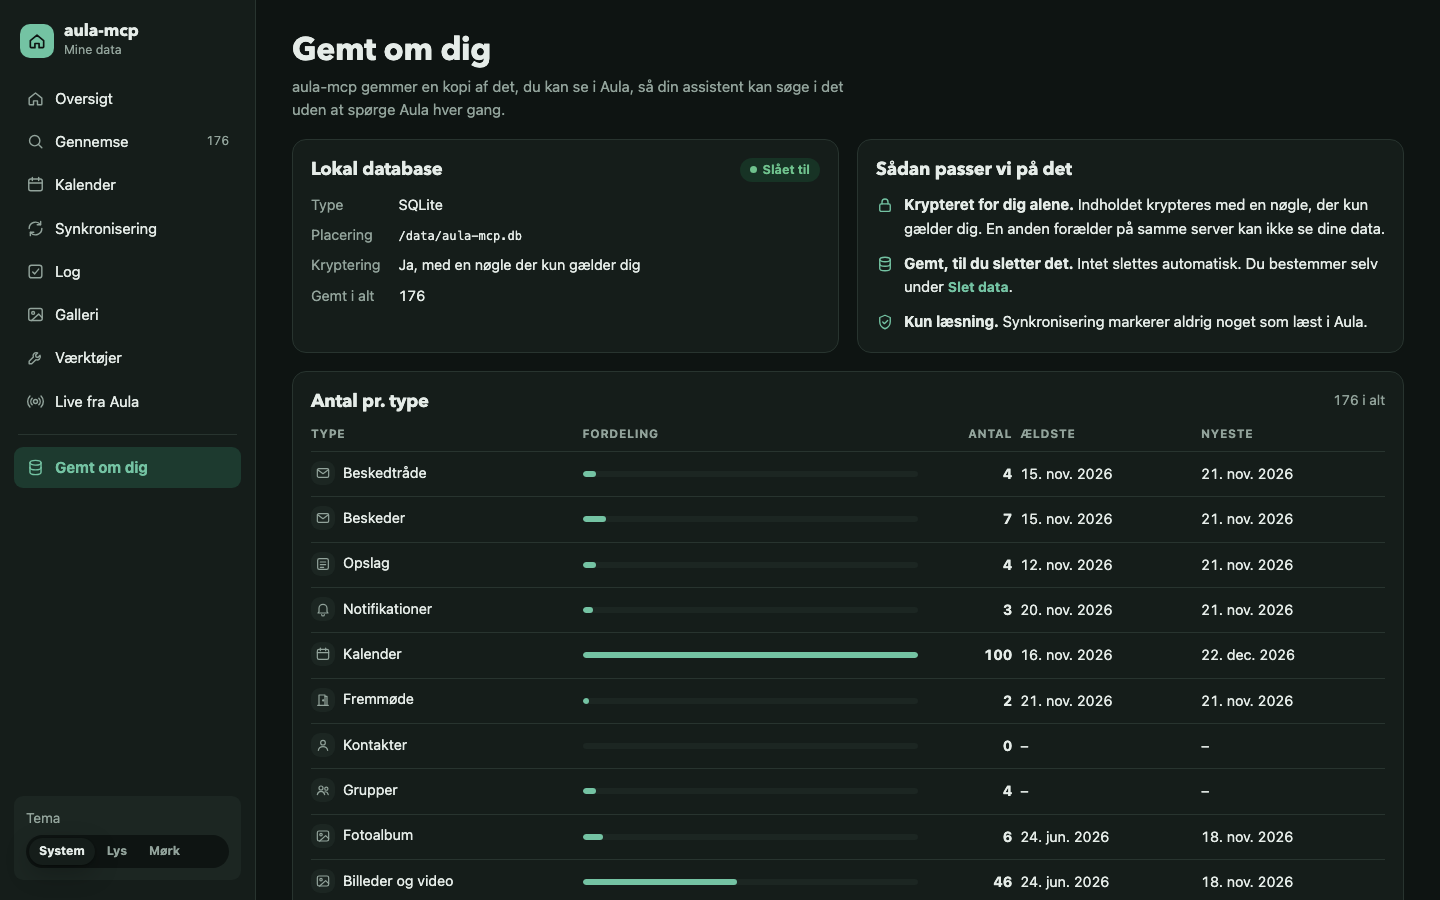 aula-mcp
Mine data
Oversigt
Gennemse 176
Kalender
Synkronisering
Log
Galleri
Værktøjer
Live fra Aula
Gemt om dig
Tema
System Lys Mørk
Gemt om dig
aula-mcp gemmer en kopi af det, du kan se i Aula, så din assistent kan søge i det
uden at spørge Aula hver gang.
Lokal database Slået til
Type SQLite
Placering /data/aula-mcp.db
Kryptering Ja, med en nøgle der kun gælder dig
Gemt i alt 176
Sådan passer vi på det
Krypteret for dig alene. Indholdet krypteres med en nøgle, der kun
gælder dig. En anden forælder på samme server kan ikke se dine data.
Gemt, til du sletter det. Intet slettes automatisk. Du bestemmer selv
under Slet data.
Kun læsning. Synkronisering markerer aldrig noget som læst i Aula.
Antal pr. type 176 i alt
TYPE FORDELING ANTAL ÆLDSTE NYESTE
Beskedtråde 4 15. nov. 2026 21. nov. 2026
Beskeder 7 15. nov. 2026 21. nov. 2026
Opslag 4 12. nov. 2026 21. nov. 2026
Notifikationer 3 20. nov. 2026 21. nov. 2026
Kalender 100 16. nov. 2026 22. dec. 2026
Fremmøde 2 21. nov. 2026 21. nov. 2026
Kontakter 0 – –
Grupper 4 – –
Fotoalbum 6 24. jun. 2026 18. nov. 2026
Billeder og video 46 24. jun. 2026 18. nov. 2026